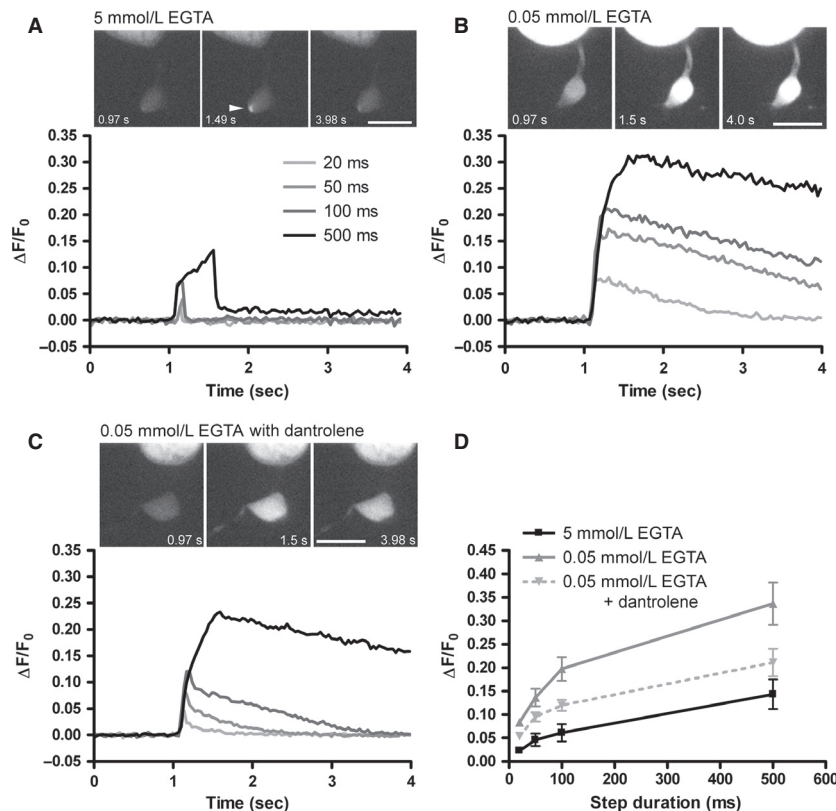 A
5 mmol/L EGTA
0.97 s
1.49 s
3.98 s
0.35
0.30
0.25
0.20
0.15
0.10
0.05
0.00
–0.05
ΔF/F0
20 ms
50 ms
100 ms
500 ms
0
1
2
3
4
Time (sec)
B
0.05 mmol/L EGTA
0.97 s
1.5 s
4.0 s
0.35
0.30
0.25
0.20
0.15
0.10
0.05
0.00
–0.05
ΔF/F0
0
1
2
3
4
Time (sec)
C
0.05 mmol/L EGTA with dantrolene
0.97 s
1.5 s
3.98 s
0.35
0.30
0.25
0.20
0.15
0.10
0.05
0.00
–0.05
ΔF/F0
0
1
2
3
4
Time (sec)
D
5 mmol/L EGTA
0.05 mmol/L EGTA
0.05 mmol/L EGTA
+ dantrolene
0.45
0.40
0.35
0.30
0.25
0.20
0.15
0.10
0.05
0.00
ΔF/F0
0
100
200
300
400
500
600
Step duration (ms)